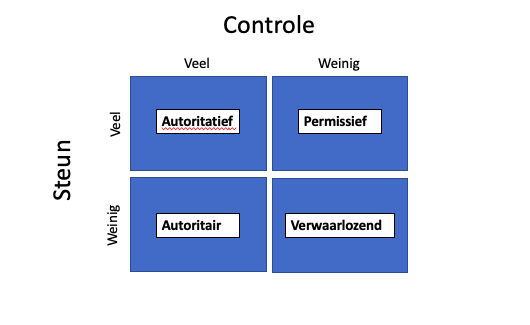 Controle
Veel
Weinig
Steun
Veel
Autoritatief
Permissief
Weinig
Autoritair
Verwaarlozend